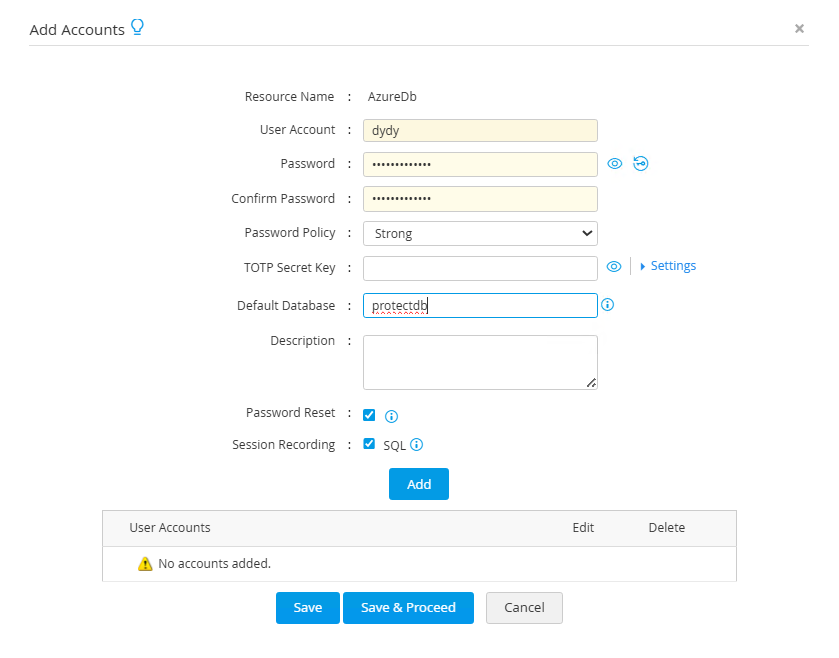 Add Accounts ×
Resource Name : AzureDb
User Account : dydy
Password : •••••••••••••
Confirm Password : •••••••••••••
Password Policy : Strong
TOTP Secret Key : Settings
Default Database : protectdb
Description :
Password Reset :
Session Recording : SQL
Add
User Accounts Edit Delete
No accounts added.
Save Save & Proceed Cancel